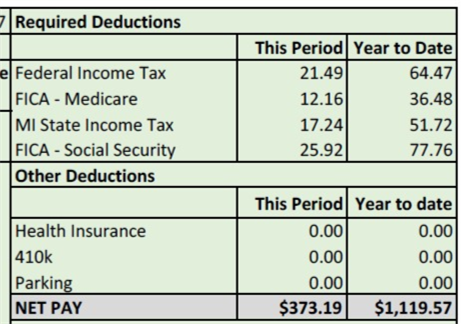 7 Required Deductions
This Period Year to Date
e Federal Income Tax 21.49 64.47
FICA - Medicare 12.16 36.48
MI State Income Tax 17.24 51.72
FICA - Social Security 25.92 77.76
Other Deductions
This Period Year to date
Health Insurance 0.00 0.00
410k 0.00 0.00
Parking 0.00 0.00
NET PAY $373.19 $1,119.57